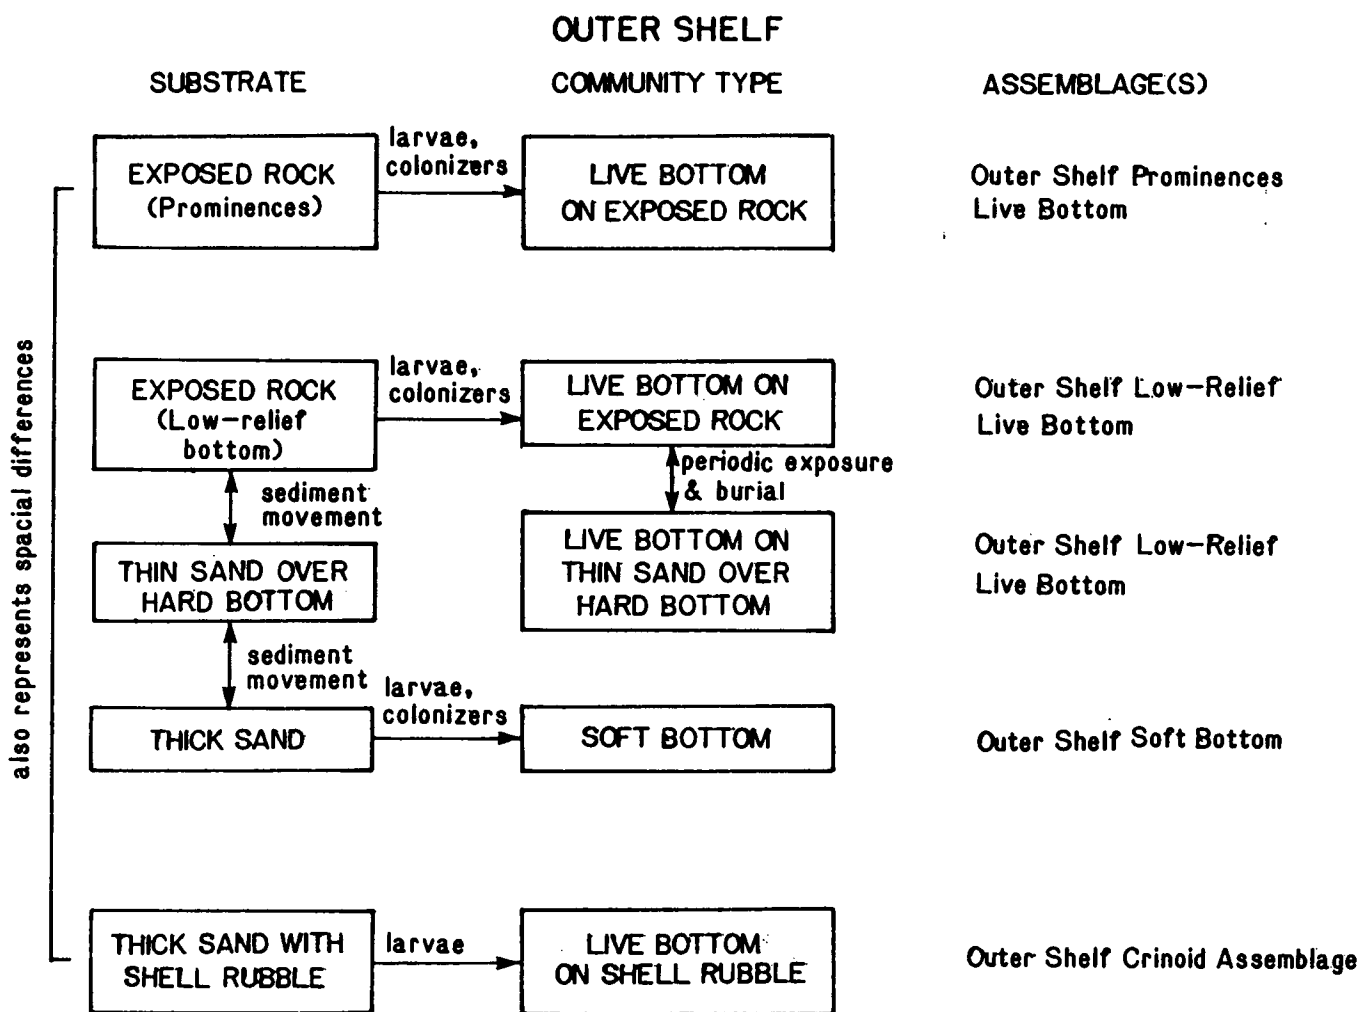 OUTER SHELF
SUBSTRATE
COMMUNITY TYPE
ASSEMBLAGE(S)
EXPOSED ROCK
(Prominences)
larvae,
colonizers
LIVE BOTTOM
ON EXPOSED ROCK
Outer Shelf Prominences
Live Bottom
also represents spacial differences
EXPOSED ROCK
(Low-relief
bottom)
larvae,
colonizers
LIVE BOTTOM ON
EXPOSED ROCK
Outer Shelf Low-Relief
Live Bottom
sediment
movement
periodic exposure
& burial
THIN SAND OVER
HARD BOTTOM
LIVE BOTTOM ON
THIN SAND OVER
HARD BOTTOM
Outer Shelf Low-Relief
Live Bottom
sediment
movement
THICK SAND
larvae,
colonizers
SOFT BOTTOM
Outer Shelf Soft Bottom
THICK SAND WITH
SHELL RUBBLE
larvae
LIVE BOTTOM
ON SHELL RUBBLE
Outer Shelf Crinoid Assemblage